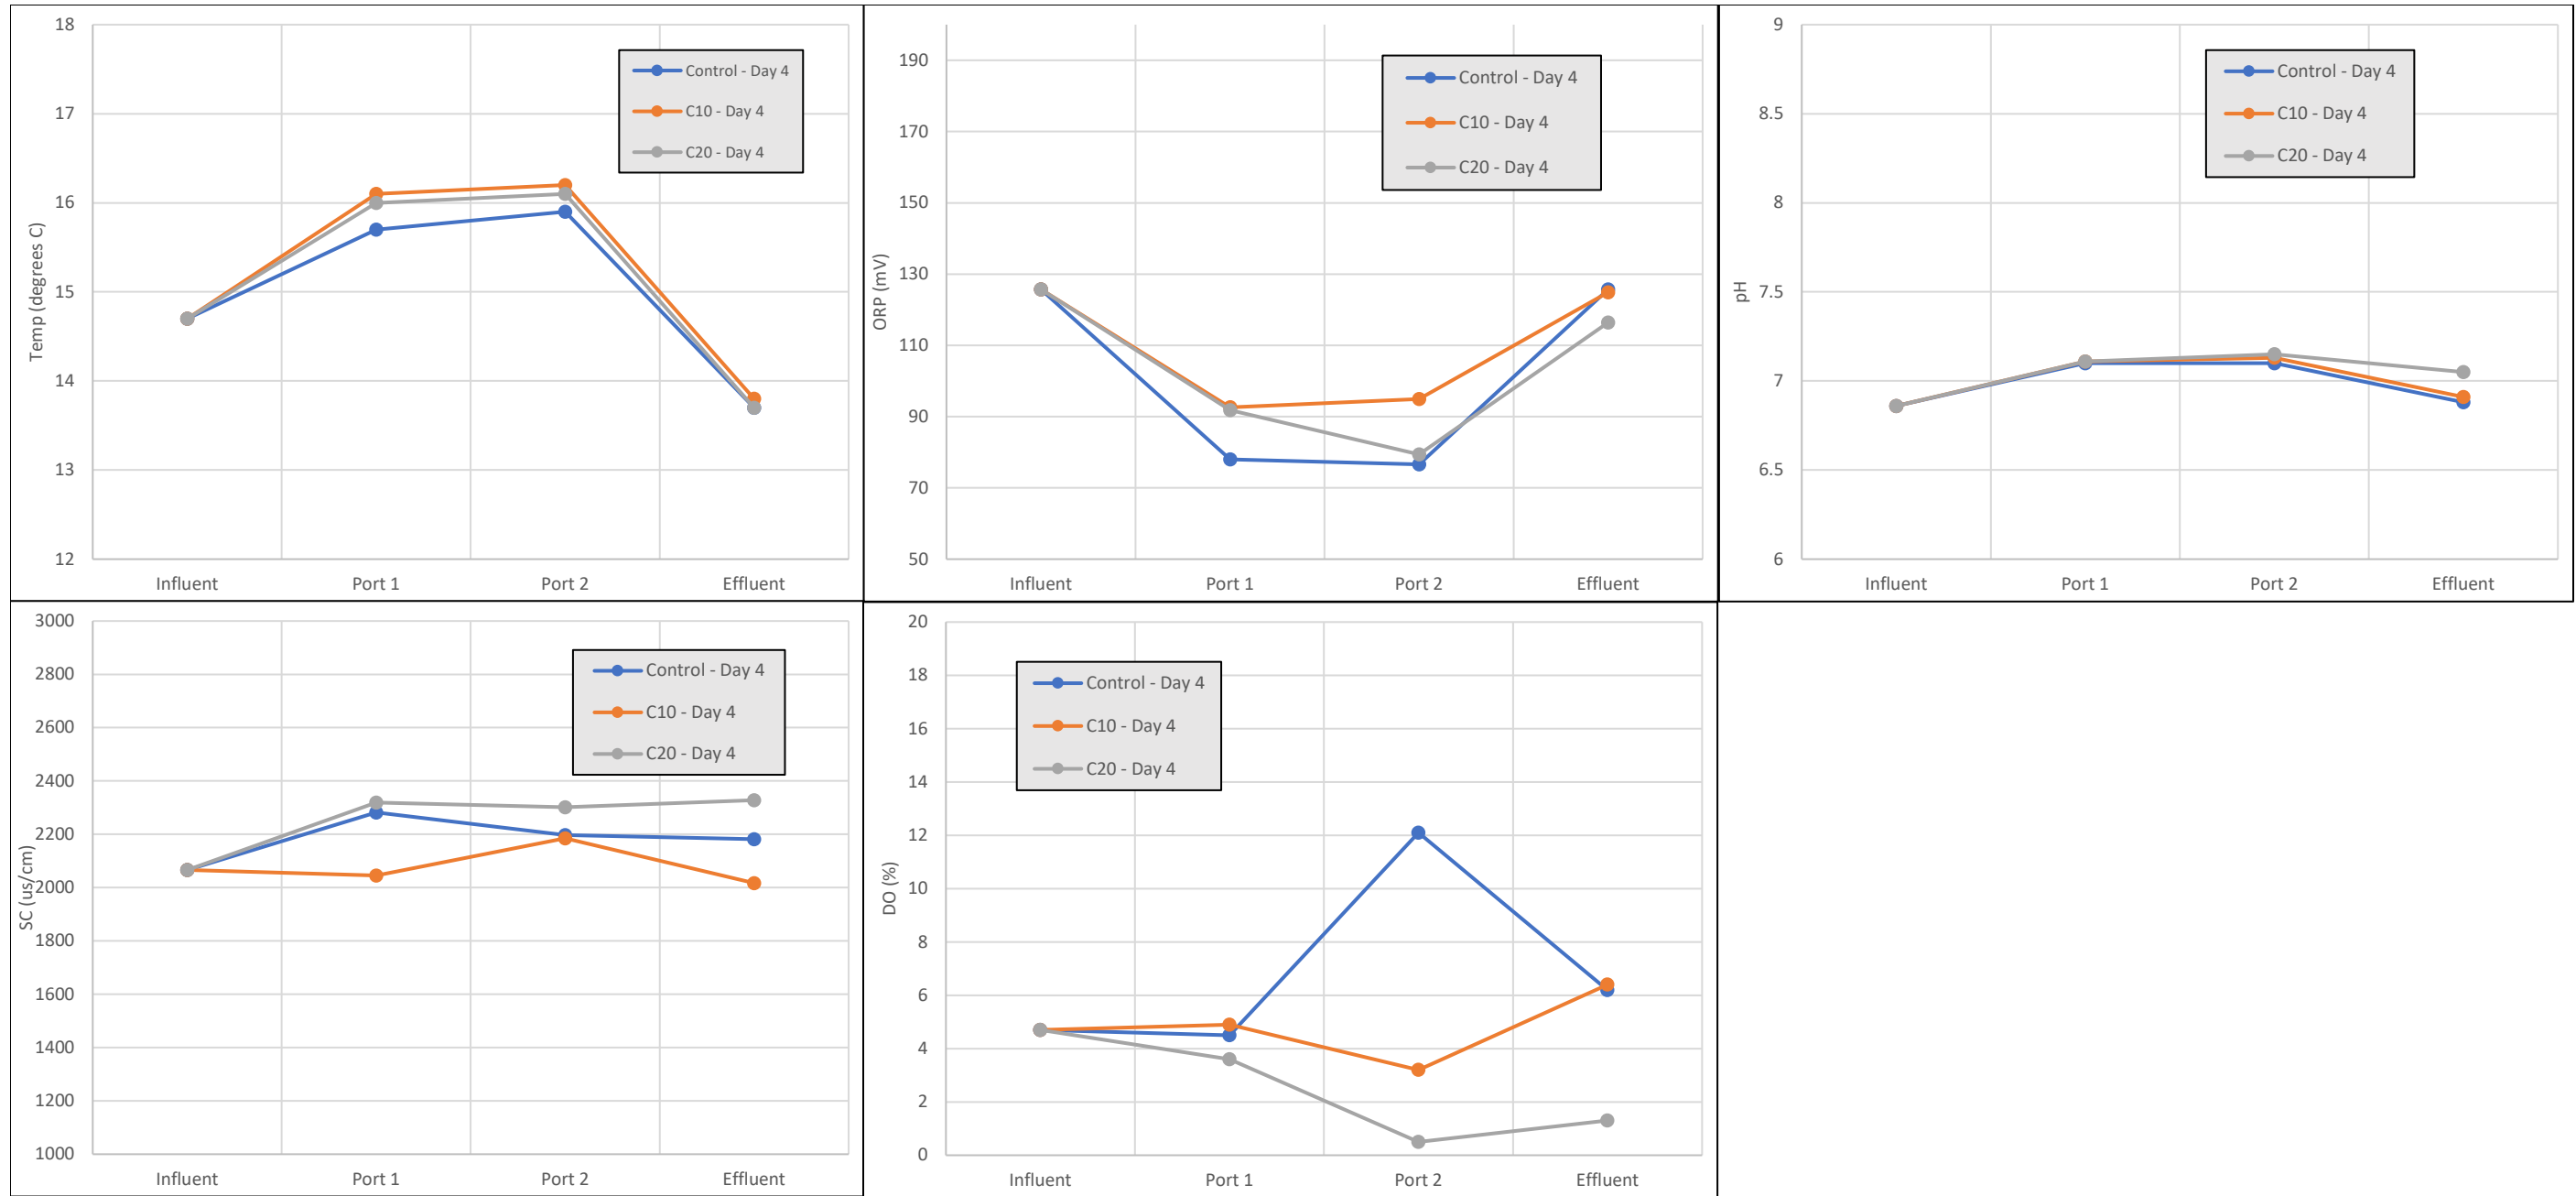 18
17
16
15
14
13
12
Temp (degrees C)
Control - Day 4
C10 - Day 4
C20 - Day 4
Influent Port 1 Port 2 Effluent
190
170
150
130
110
90
70
50
ORP (mV)
Control - Day 4
C10 - Day 4
C20 - Day 4
Influent Port 1 Port 2 Effluent
9
8.5
8
7.5
7
6.5
6
pH
Control - Day 4
C10 - Day 4
C20 - Day 4
Influent Port 1 Port 2 Effluent
3000
2800
2600
2400
2200
2000
1800
1600
1400
1200
1000
SC (us/cm)
Control - Day 4
C10 - Day 4
C20 - Day 4
Influent Port 1 Port 2 Effluent
20
18
16
14
12
10
8
6
4
2
0
DO (%)
Control - Day 4
C10 - Day 4
C20 - Day 4
Influent Port 1 Port 2 Effluent